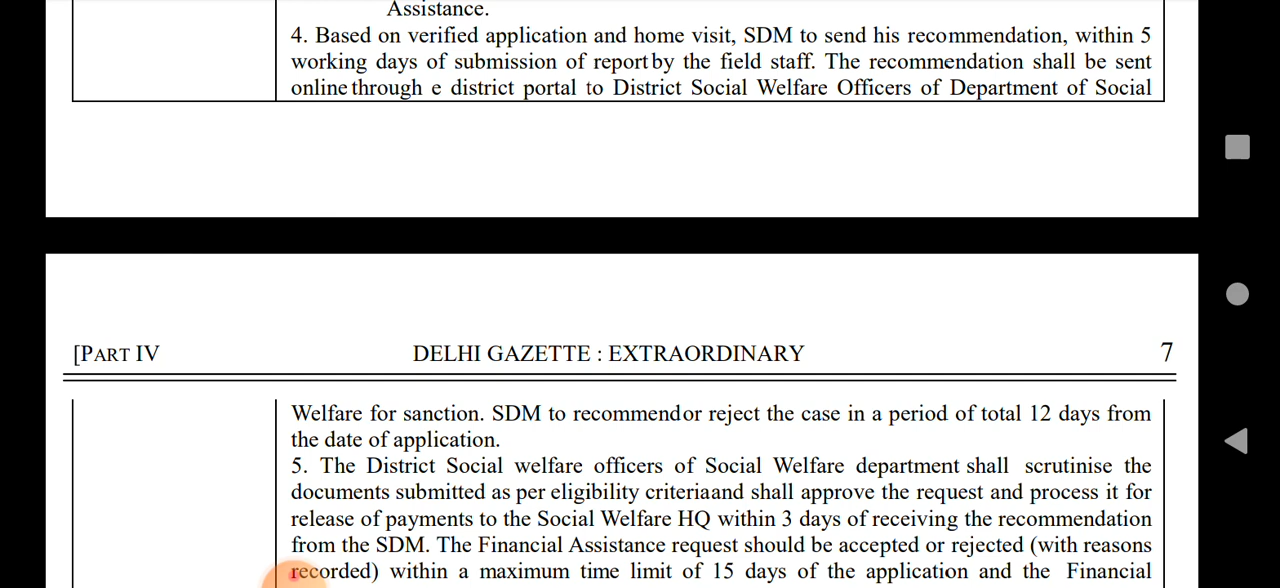 Assistance.
4. Based on verified application and home visit, SDM to send his recommendation, within 5
working days of submission of report by the field staff. The recommendation shall be sent
online through e district portal to District Social Welfare Officers of Department of Social
[PART IV DELHI GAZETTE : EXTRAORDINARY 7
Welfare for sanction. SDM to recommend or reject the case in a period of total 12 days from
the date of application.
5. The District Social welfare officers of Social Welfare department shall scrutinise the
documents submitted as per eligibility criteriaand shall approve the request and process it for
release of payments to the Social Welfare HQ within 3 days of receiving the recommendation
from the SDM. The Financial Assistance request should be accepted or rejected (with reasons
recorded) within a maximum time limit of 15 days of the application and the Financial